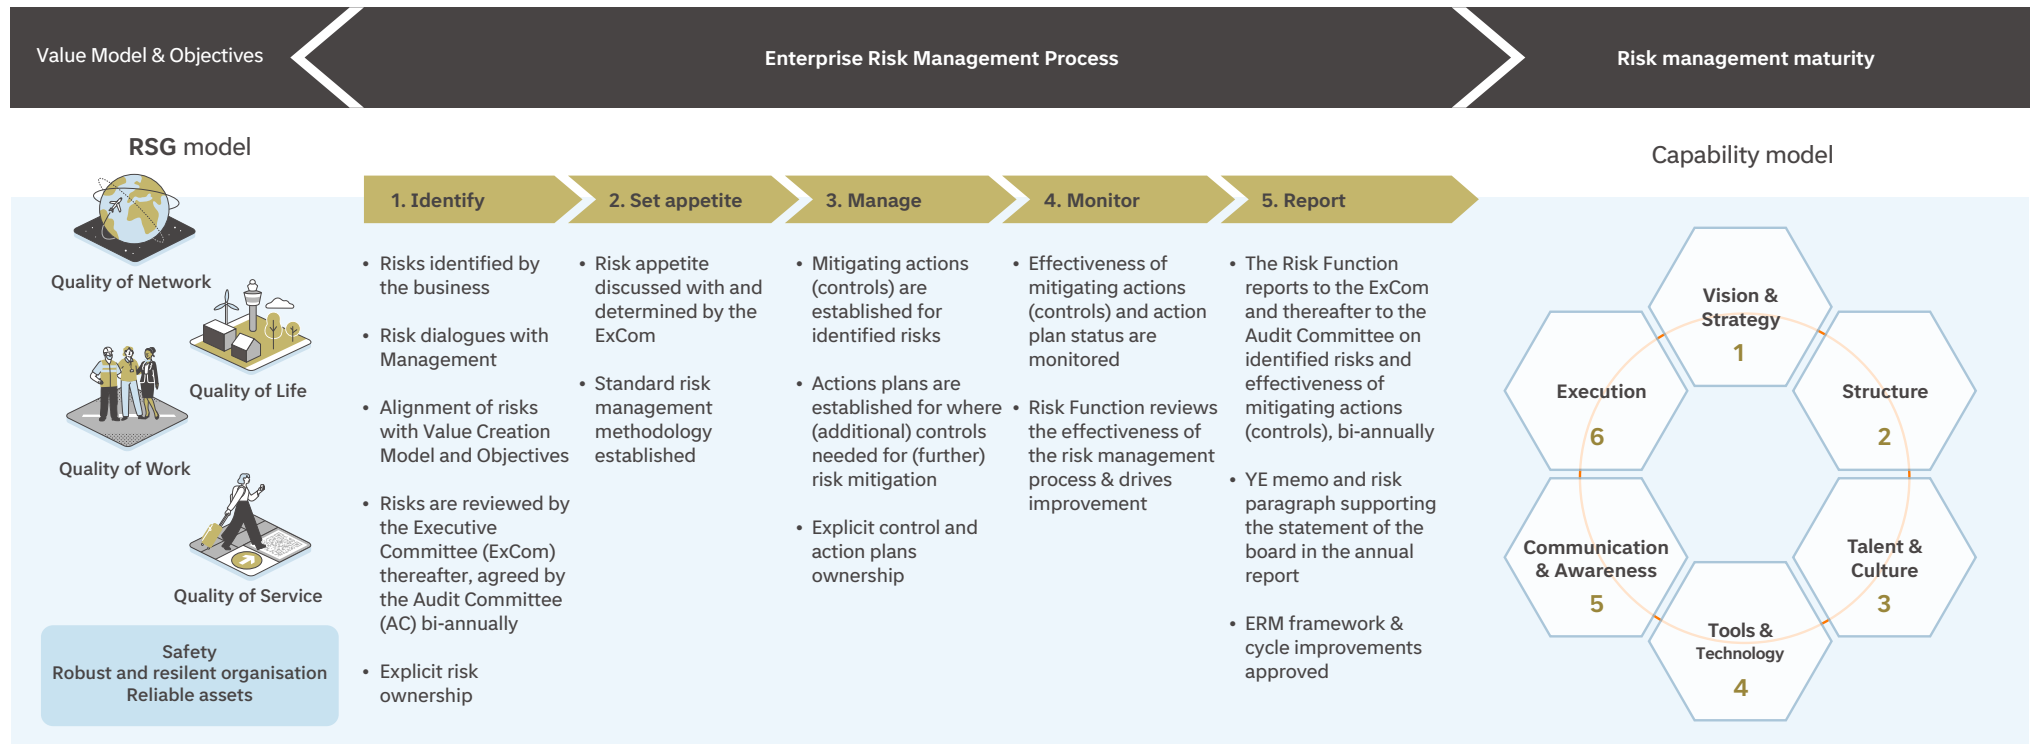 Value Model & Objectives
Enterprise Risk Management Process
Risk management maturity
RSG model
Quality of Network
Quality of Life
Quality of Work
Quality of Service
Safety
Robust and resilent organisation
Reliable assets
1. Identify
• Risks identified by
the business
• Risk dialogues with
Management
• Alignment of risks
with Value Creation
Model and Objectives
• Risks are reviewed by
the Executive
Committee (ExCom)
thereafter, agreed by
the Audit Committee
(AC) bi-annually
• Explicit risk
ownership
2. Set appetite
• Risk appetite
discussed with and
determined by the
ExCom
• Standard risk
management
methodology
established
3. Manage
• Mitigating actions
(controls) are
established for
identified risks
• Actions plans are
established for where
(additional) controls
needed for (further)
risk mitigation
• Explicit control and
action plans
ownership
4. Monitor
• Effectiveness of
mitigating actions
(controls) and action
plan status are
monitored
• Risk Function reviews
the effectiveness of
the risk management
process & drives
improvement
5. Report
• The Risk Function
reports to the ExCom
and thereafter to the
Audit Committee on
identified risks and
effectiveness of
mitigating actions
(controls), bi-annually
• YE memo and risk
paragraph supporting
the statement of the
board in the annual
report
• ERM framework &
cycle improvements
approved
Capability model
Vision &
Strategy
1
Structure
2
Talent &
Culture
3
Tools &
Technology
4
Communication
& Awareness
5
Execution
6